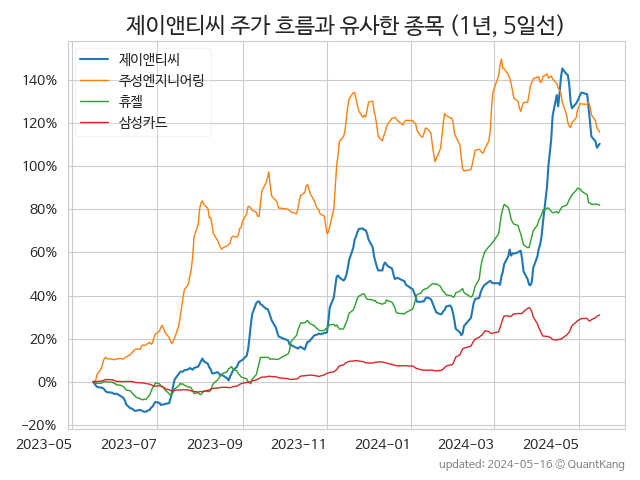 제이앤티씨 주가 흐름과 유사한 종목 (1년, 5일선)
제이앤티씨
주성엔지니어링
휴젤
삼성카드
140%
120%
100%
80%
60%
40%
20%
0%
−20%
2023-05 2023-07 2023-09 2023-11 2024-01 2024-03 2024-05
updated: 2024-05-16 © QuantKang